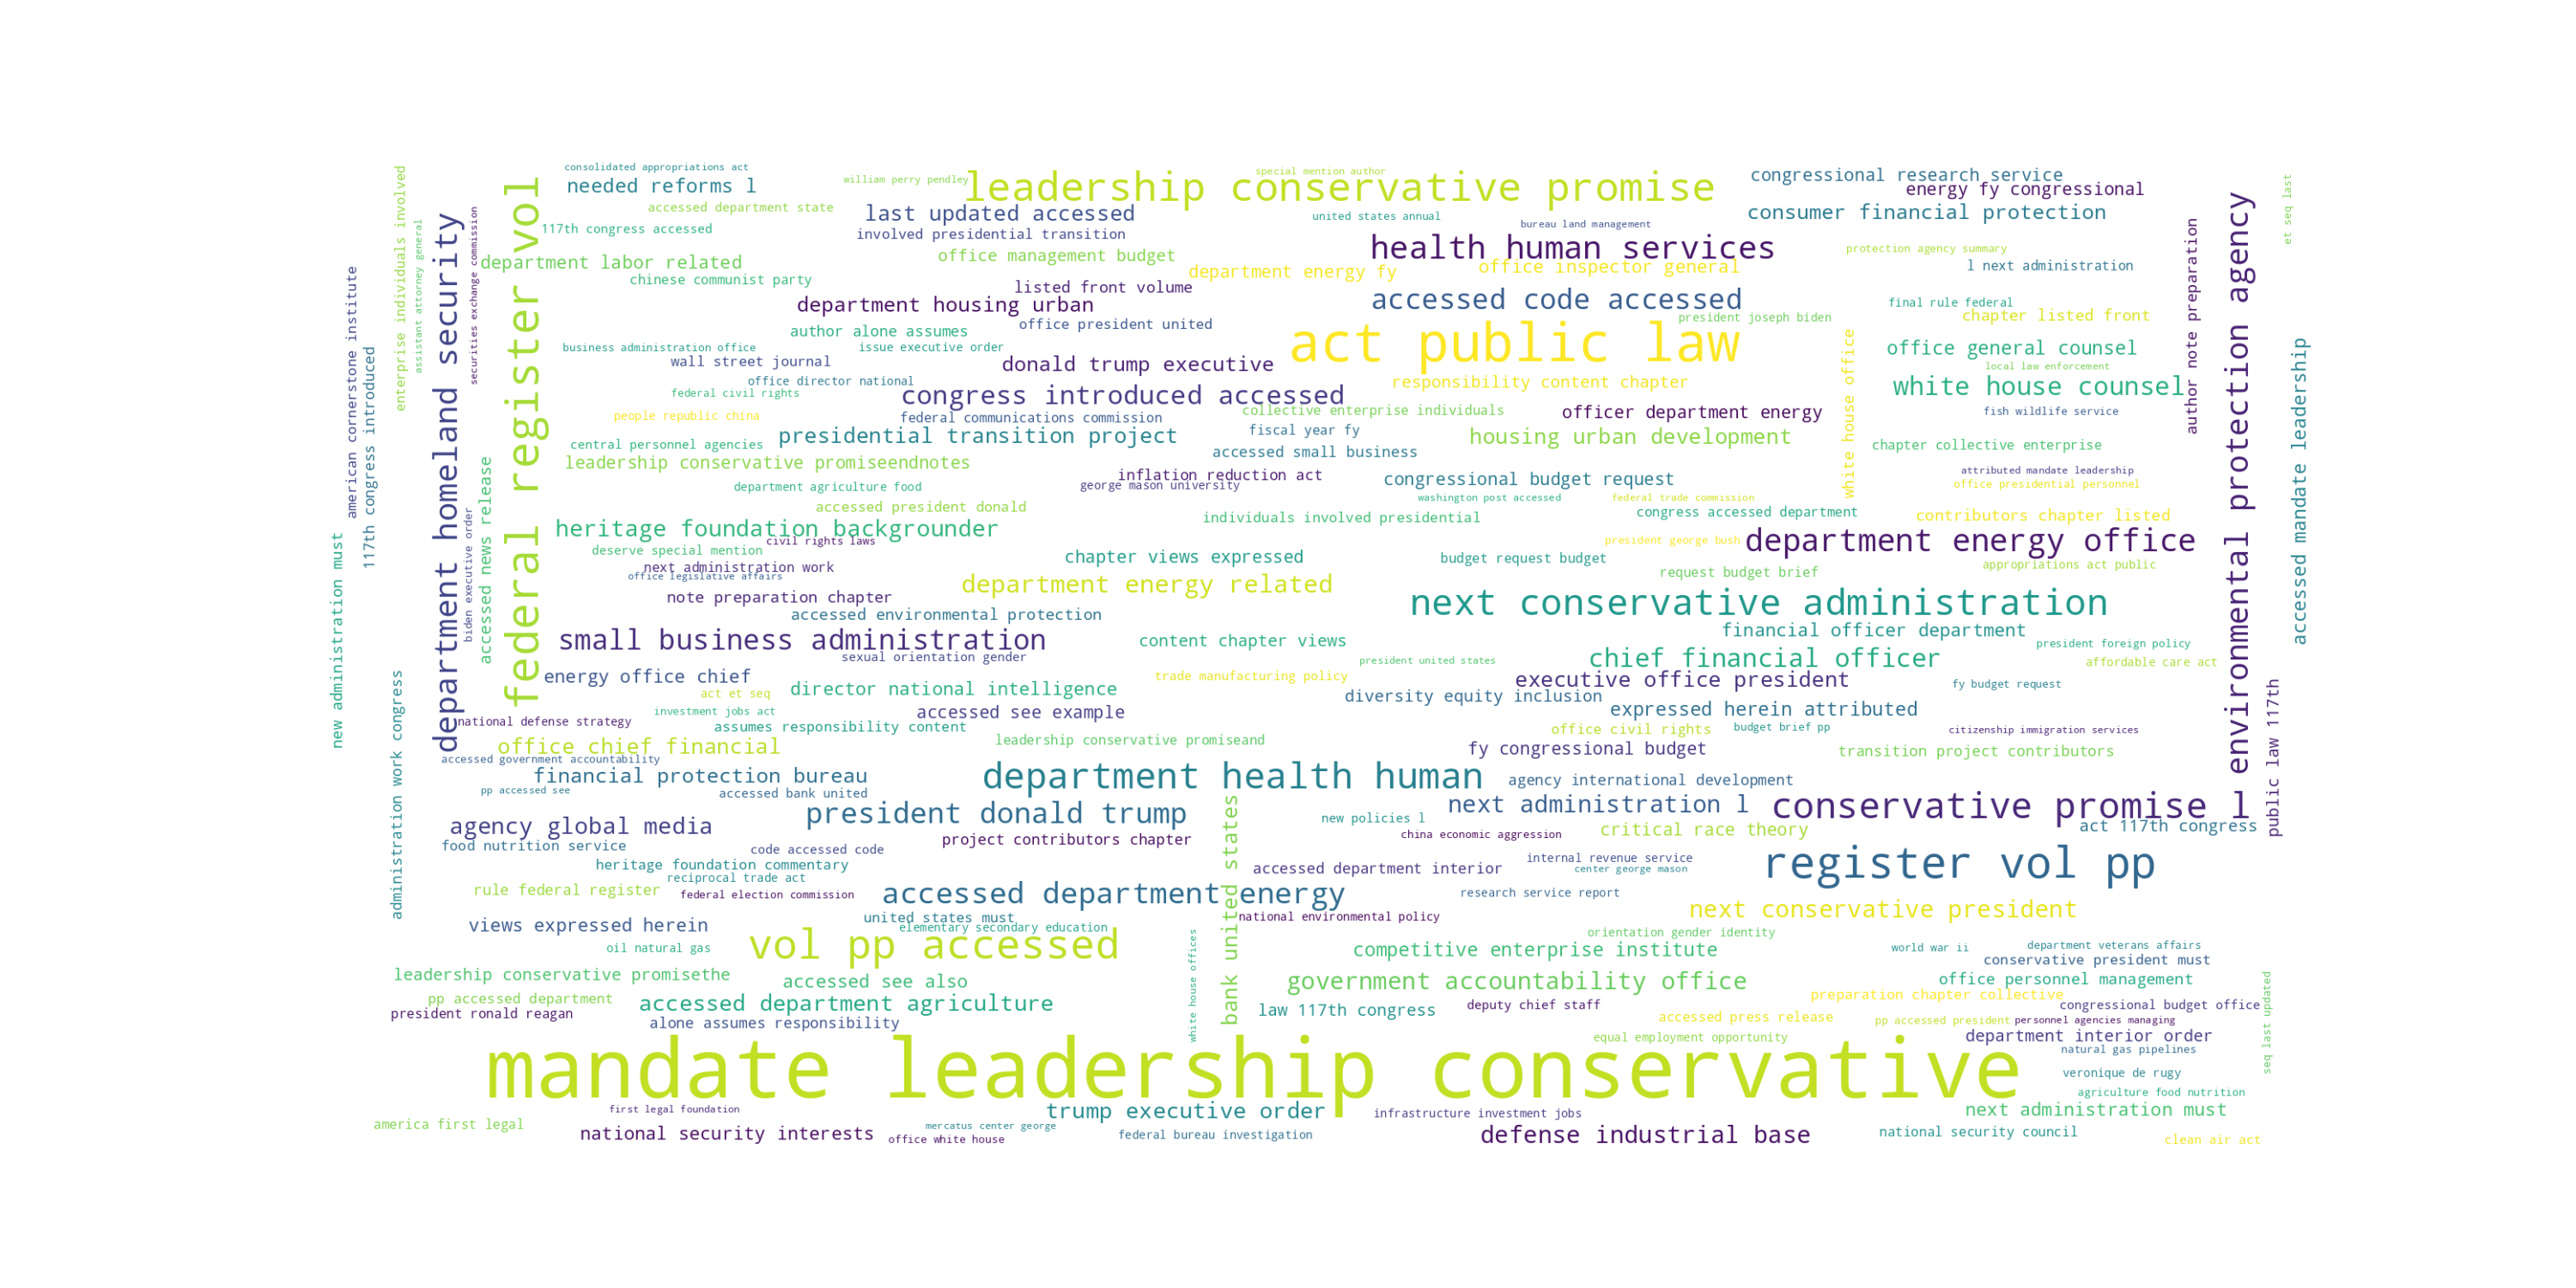 consolidated appropriations act
william perry pendley
special mention author
needed reforms l
leadership conservative promise
congressional research service
energy fy congressional
accessed department state
last updated accessed
united states annual
consumer financial protection
117th congress accessed
involved presidential transition
bureau land management
department labor related
office management budget
health human services
protection agency summary
chinese communist party
department energy fy
office inspector general
l next administration
listed front volume
department housing urban
accessed code accessed
final rule federal
author alone assumes
office president united
president joseph biden
chapter listed front
business administration office
issue executive order
act public law
office general counsel
wall street journal
donald trump executive
local law enforcement
office director national
responsibility content chapter
white house counsel
federal civil rights
congress introduced accessed
people republic china
federal communications commission
collective enterprise individuals
officer department energy
fish wildlife service
central personnel agencies
presidential transition project
fiscal year fy
housing urban development
chapter collective enterprise
leadership conservative promiseendnotes
accessed small business
inflation reduction act
congressional budget request
attributed mandate leadership
department agriculture food
george mason university
office presidential personnel
washington post accessed
federal trade commission
accessed president donald
individuals involved presidential
congress accessed department
contributors chapter listed
heritage foundation backgrounder
civil rights laws
president george bush
department energy office
deserve special mention
chapter views expressed
budget request budget
next administration work
office legislative affairs
request budget brief
appropriations act public
department energy related
note preparation chapter
next conservative administration
accessed environmental protection
small business administration
content chapter views
financial officer department
president foreign policy
sexual orientation gender
president united states
chief financial officer
affordable care act
energy office chief
trade manufacturing policy
executive office president
fy budget request
act et seq
director national intelligence
diversity equity inclusion
investment jobs act
accessed see example
expressed herein attributed
national defense strategy
assumes responsibility content
office civil rights
budget brief pp
citizenship immigration services
office chief financial
leadership conservative promiseand
fy congressional budget
transition project contributors
accessed government accountability
financial protection bureau
department health human
agency international development
pp accessed see
accessed bank united
president donald trump
next administration l
conservative promise l
agency global media
new policies l
critical race theory
act 117th congress
food nutrition service
project contributors chapter
china economic aggression
code accessed code
heritage foundation commentary
internal revenue service
register vol pp
reciprocal trade act
accessed department interior
center george mason
rule federal register
federal election commission
accessed department energy
research service report
united states must
national environmental policy
next conservative president
views expressed herein
elementary secondary education
orientation gender identity
oil natural gas
vol pp accessed
competitive enterprise institute
world war ii
department veterans affairs
conservative president must
leadership conservative promisethe
accessed see also
government accountability office
office personnel management
pp accessed department
accessed department agriculture
law 117th congress
deputy chief staff
preparation chapter collective
congressional budget office
president ronald reagan
alone assumes responsibility
accessed press release
pp accessed president
personnel agencies managing
equal employment opportunity
department interior order
natural gas pipelines
mandate leadership conservative
veronique de rugy
agriculture food nutrition
first legal foundation
trump executive order
infrastructure investment jobs
next administration must
america first legal
national security interests
office white house
mercatus center george
federal bureau investigation
defense industrial base
national security council
clean air act
new administration must
american cornerstone institute
117th congress introduced
enterprise individuals involved
assistant attorney general
administration work congress
department homeland security
securities exchange commission
biden executive order
accessed news release
federal register vol
white house offices
bank united states
white house office
author note preparation
environmental protection agency
public law 117th
et seq last
accessed mandate leadership
seq last updated